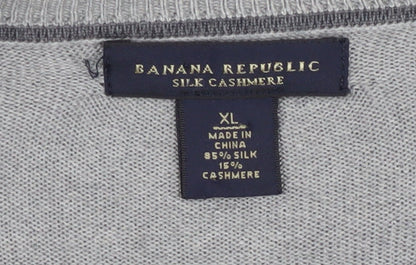 BANANA REPUBLIC
SILK CASHMERE
XL
MADE IN
CHINA
85% SILK
15%
CASHMERE